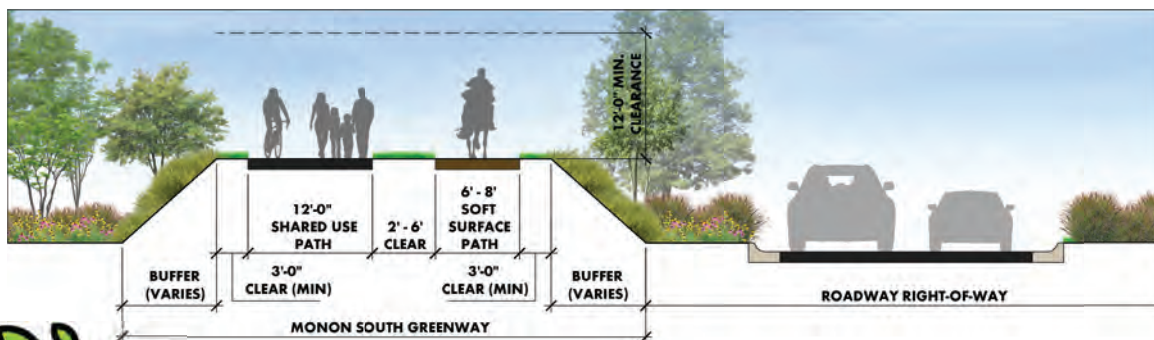 12'-0" MIN.
CLEARANCE
12'-0"
SHARED USE
PATH
2' - 6'
CLEAR
6' - 8'
SOFT
SURFACE
PATH
BUFFER
(VARIES)
3'-0"
CLEAR (MIN)
3'-0"
CLEAR (MIN)
BUFFER
(VARIES)
ROADWAY RIGHT-OF-WAY
MONON SOUTH GREENWAY